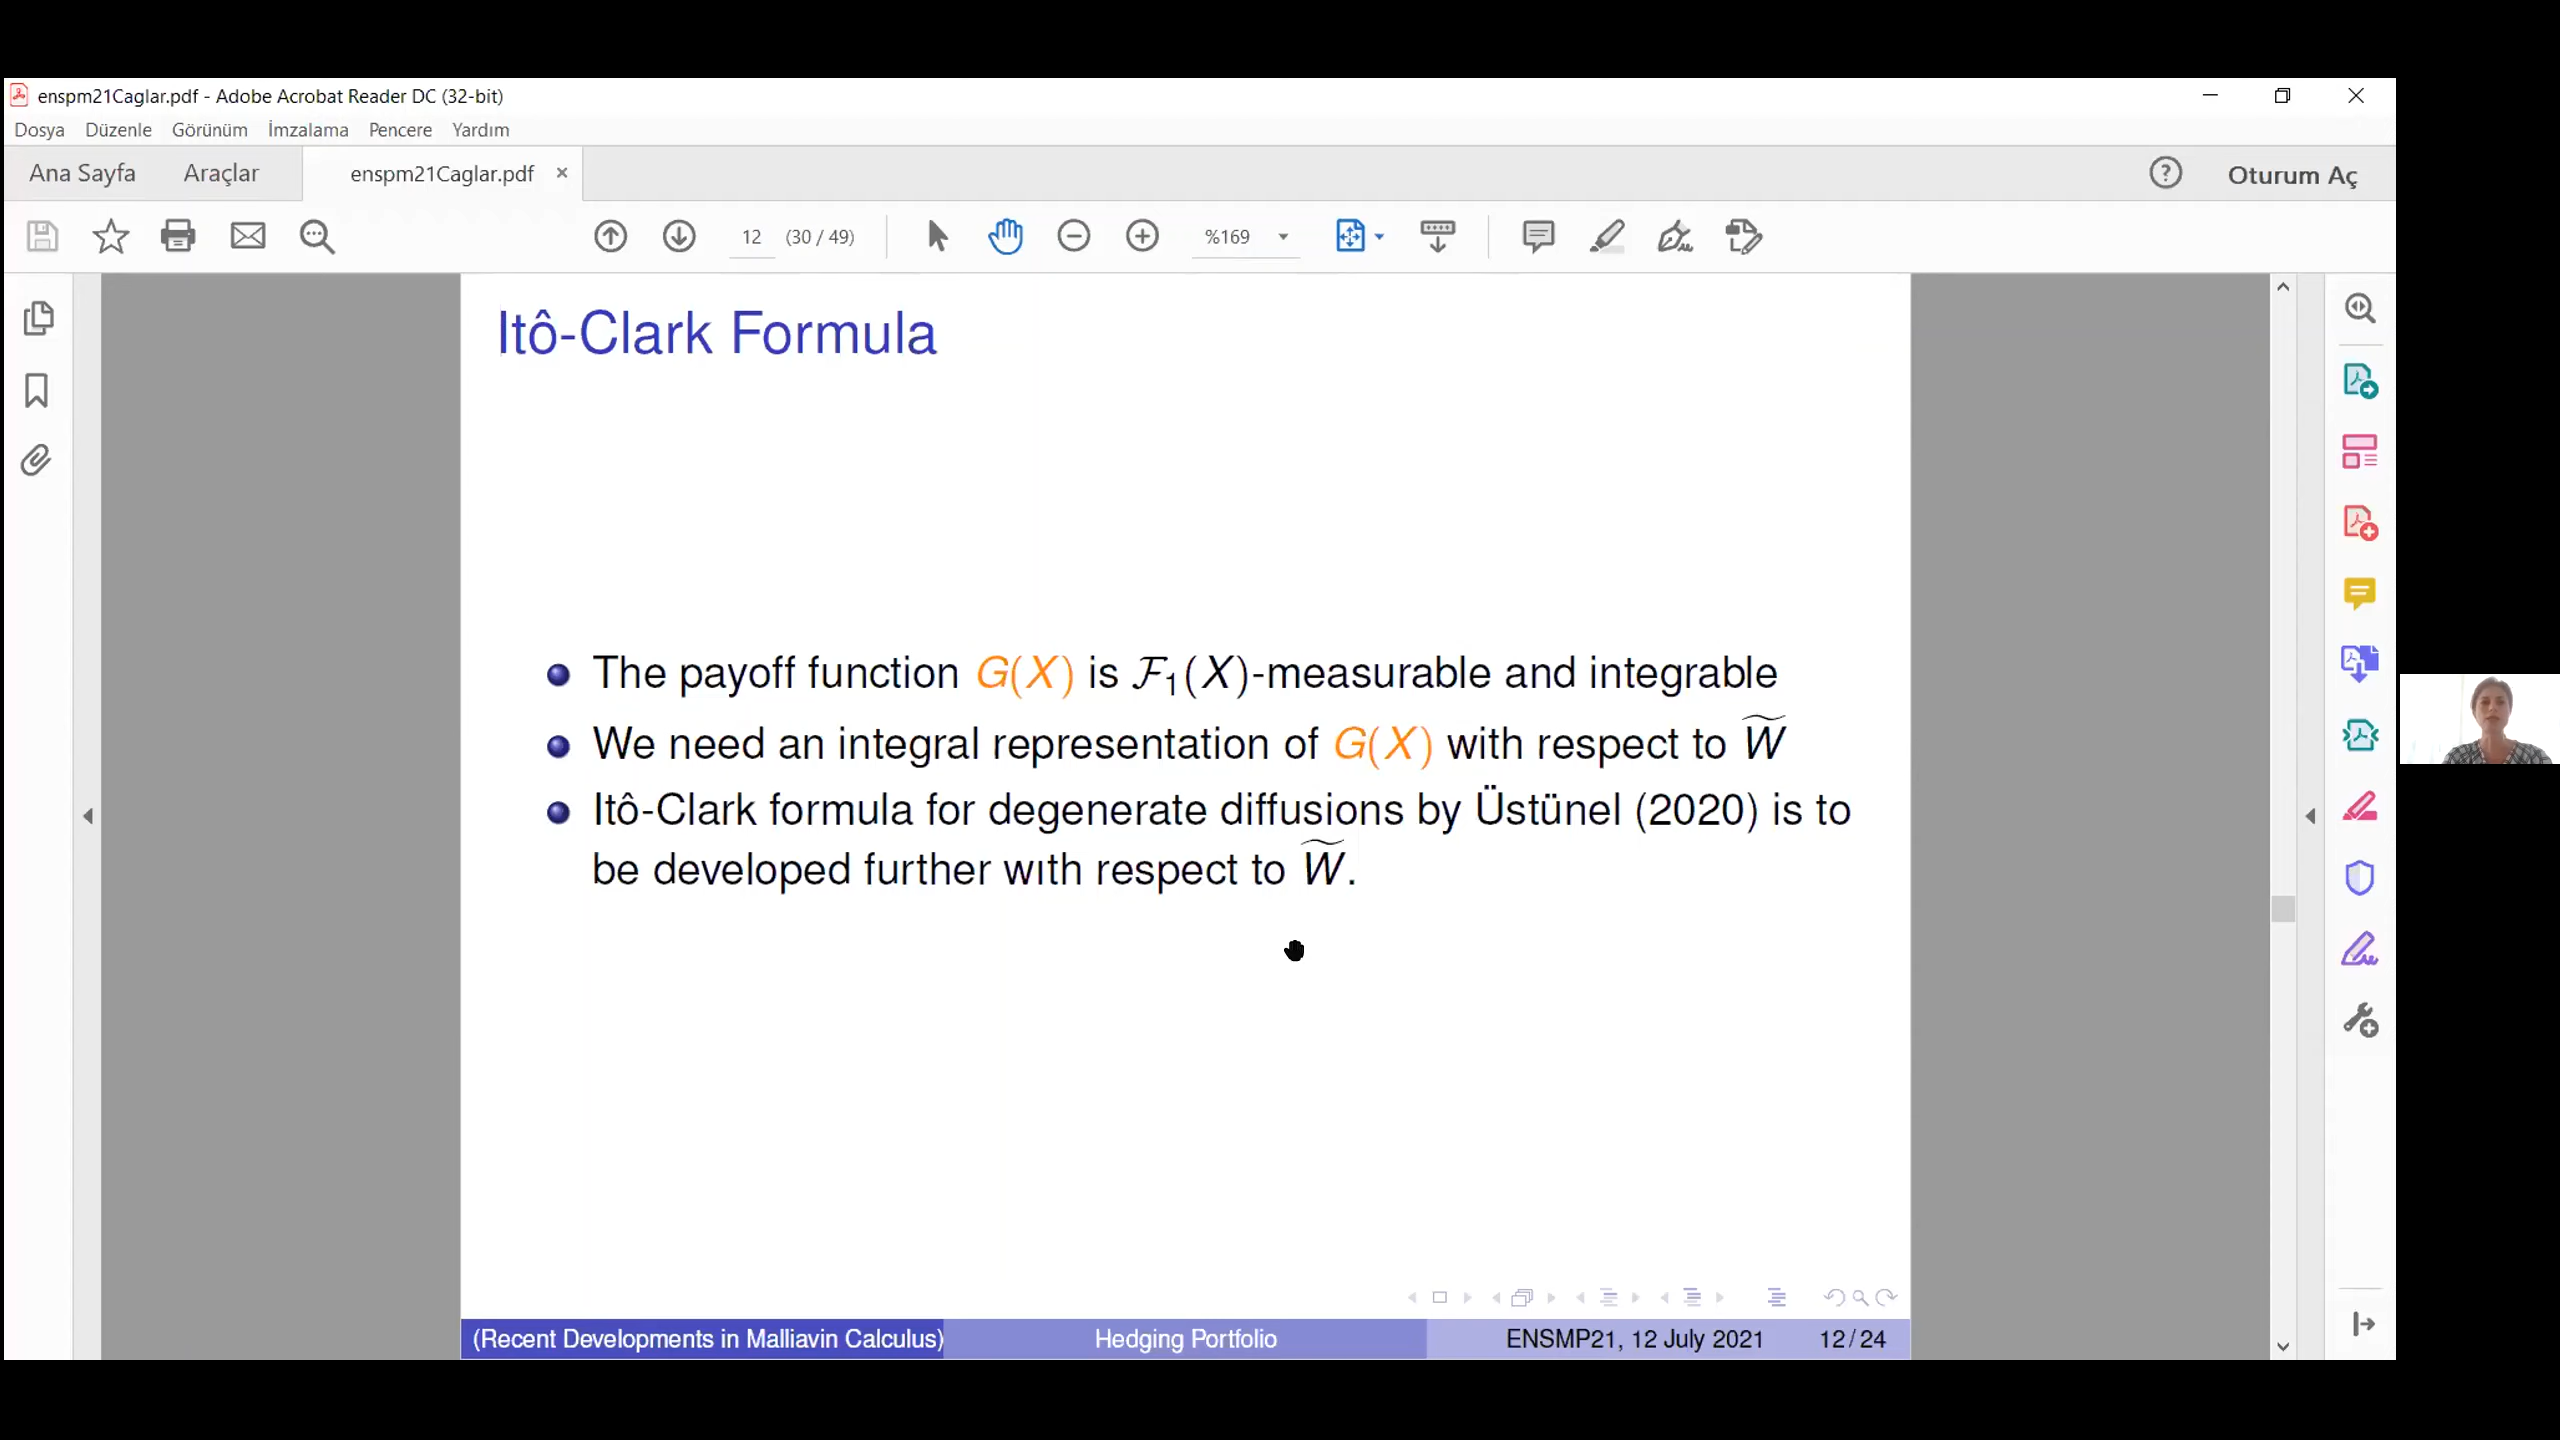 enspm21Caglar.pdf - Adobe Acrobat Reader DC (32-bit)
Dosya Düzenle Görünüm İmzalama Pencere Yardım
Ana Sayfa Araçlar enspm21Caglar.pdf × Oturum Aç
12 (30 / 49) %169
Itô-Clark Formula
The payoff function G(X) is ℱ₁(X)-measurable and integrable
We need an integral representation of G(X) with respect to W̃
Itô-Clark formula for degenerate diffusions by Üstünel (2020) is to
be developed further wıth respect to W̃.
(Recent Developments in Malliavin Calculus) Hedging Portfolio ENSMP21, 12 July 2021 12 / 24